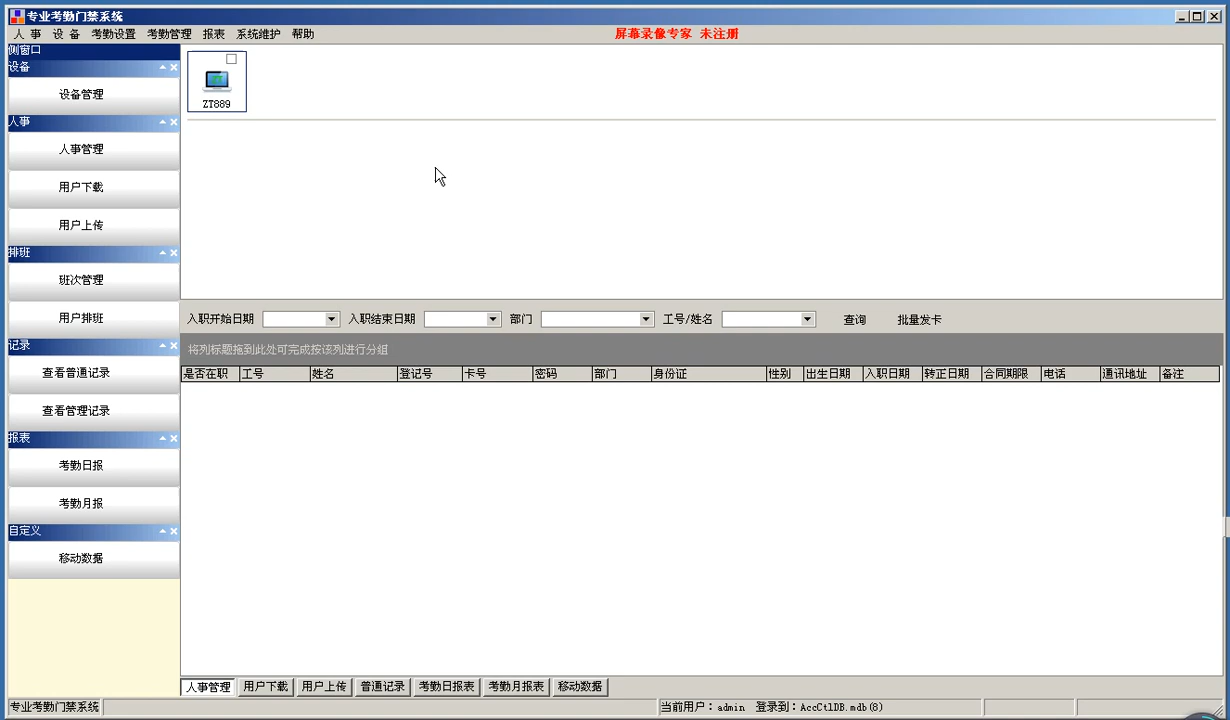 专业考勤门禁系统
人 事 设 备 考勤设置 考勤管理 报表 系统维护 帮助
屏幕录像专家 未注册
侧窗口
设备
设备管理
人事
人事管理
用户下载
用户上传
排班
班次管理
用户排班
记录
查看普通记录
查看管理记录
报表
考勤日报
考勤月报
自定义
移动数据
ZT889
入职开始日期 入职结束日期 部门 工号/姓名 查询 批量发卡
将列标题拖到此处可完成按该列进行分组
是否在职 工号 姓名 登记号 卡号 密码 部门 身份证 性别 出生日期 入职日期 转正日期 合同期限 电话 通讯地址 备注
人事管理 用户下载 用户上传 普通记录 考勤日报表 考勤月报表 移动数据
专业考勤门禁系统 当前用户：admin 登录到：AccCtlDB.mdb(8)